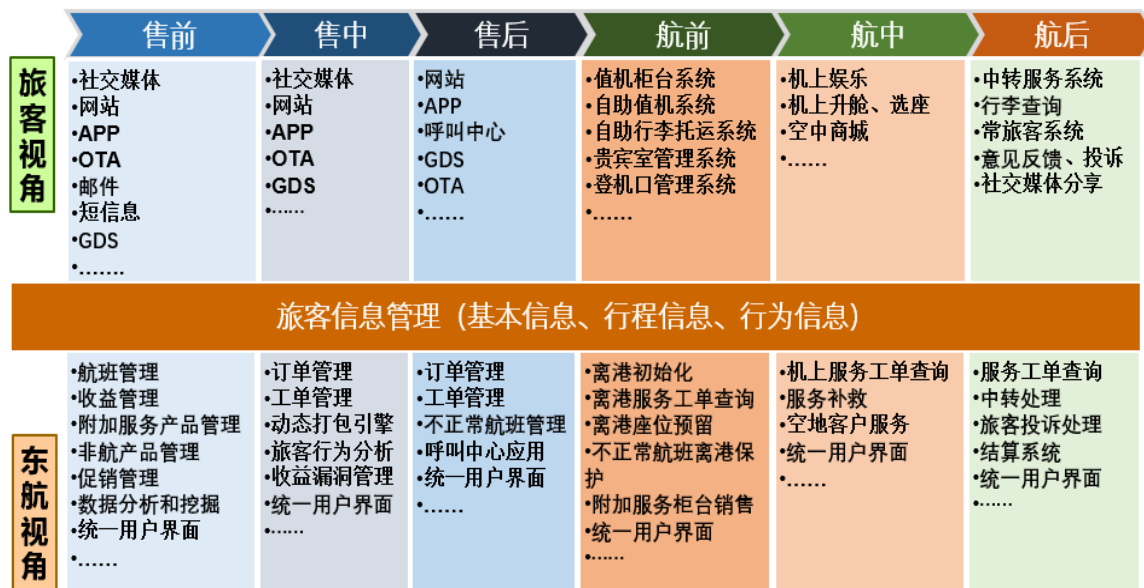 售前
售中
售后
航前
航中
航后
旅客视角
•社交媒体
•网站
•APP
•OTA
•邮件
•短信息
•GDS
•.......
•社交媒体
•网站
•APP
•OTA
•GDS
•......
•网站
•APP
•呼叫中心
•GDS
•OTA
•......
•值机柜台系统
•自助值机系统
•自助行李托运系统
•贵宾室管理系统
•登机口管理系统
•......
•机上娱乐
•机上升舱、选座
•空中商城
•......
•中转服务系统
•行李查询
•常旅客系统
•意见反馈、投诉
•社交媒体分享
旅客信息管理（基本信息、行程信息、行为信息）
东航视角
•航班管理
•收益管理
•附加服务产品管理
•非航产品管理
•促销管理
•数据分析和挖掘
•统一用户界面
•......
•订单管理
•工单管理
•动态打包引擎
•旅客行为分析
•收益漏洞管理
•统一用户界面
•......
•订单管理
•工单管理
•不正常航班管理
•呼叫中心应用
•统一用户界面
•......
•离港初始化
•离港服务工单查询
•离港座位预留
•不正常航班离港保
护
•附加服务柜台销售
•统一用户界面
•......
•机上服务工单查询
•服务补救
•空地客户服务
•统一用户界面
•......
•服务工单查询
•中转处理
•旅客投诉处理
•结算系统
•统一用户界面
•......